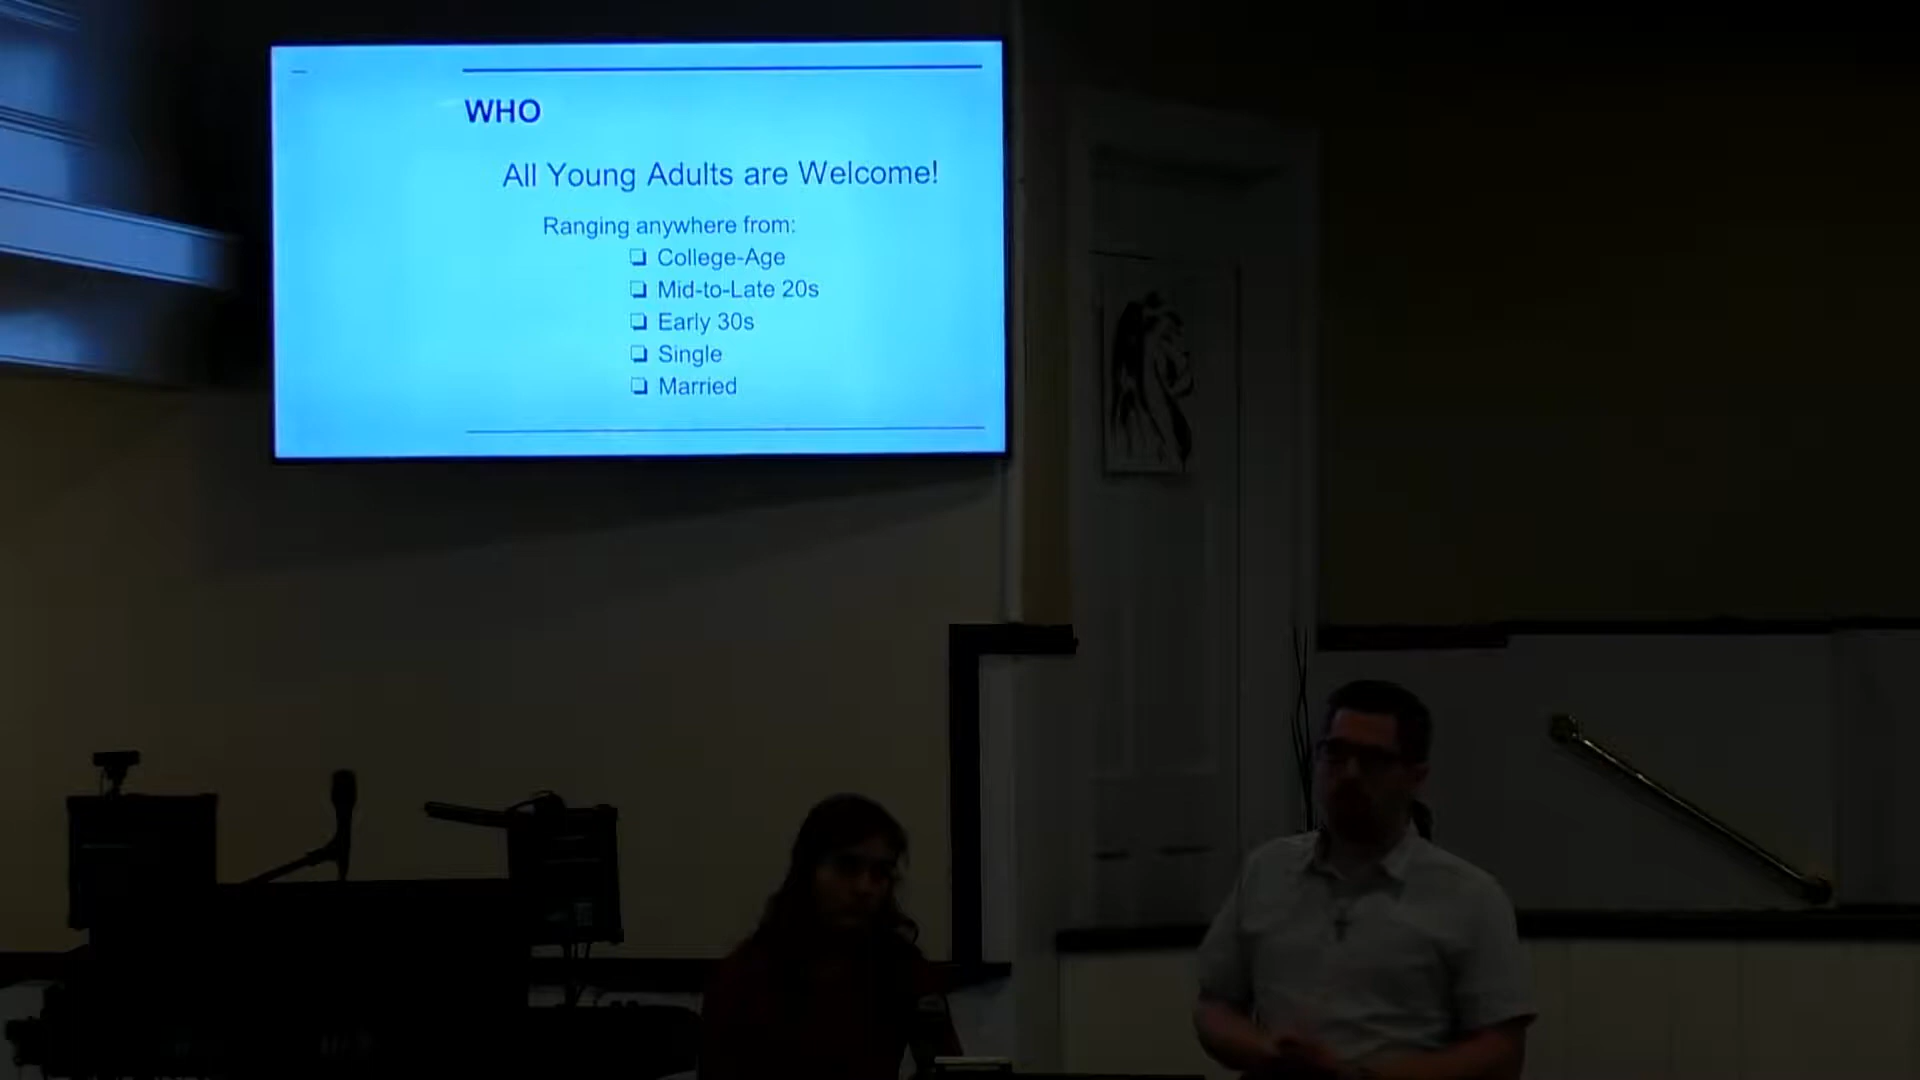 WHO
All Young Adults are Welcome!
Ranging anywhere from:
❏ College-Age
❏ Mid-to-Late 20s
❏ Early 30s
❏ Single
❏ Married